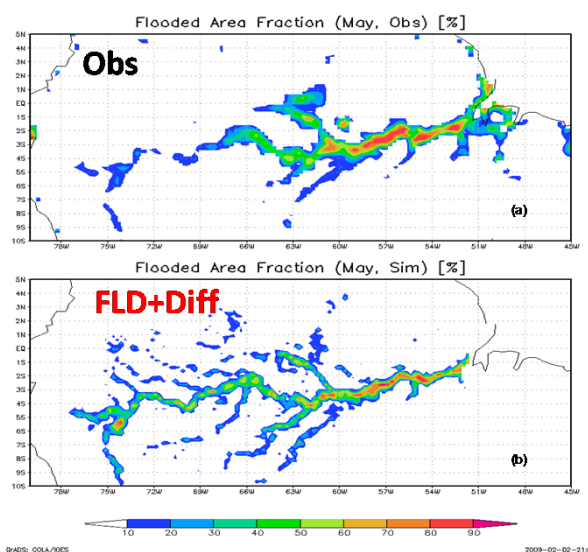 Flooded Area Fraction (May, Obs) [%]
5N
4N
3N
2N
1N
EQ
1S
2S
3S
4S
5S
6S
7S
8S
9S
10S
Obs
(a)
78W 75W 72W 69W 66W 63W 60W 57W 54W 51W 48W 45W
Flooded Area Fraction (May, Sim) [%]
5N
4N
3N
2N
1N
EQ
1S
2S
3S
4S
5S
6S
7S
8S
9S
10S
FLD+Diff
(b)
78W 75W 72W 69W 66W 63W 60W 57W 54W 51W 48W 45W
10 20 30 40 50 60 70 80 90
GrADS: COLA/IGES